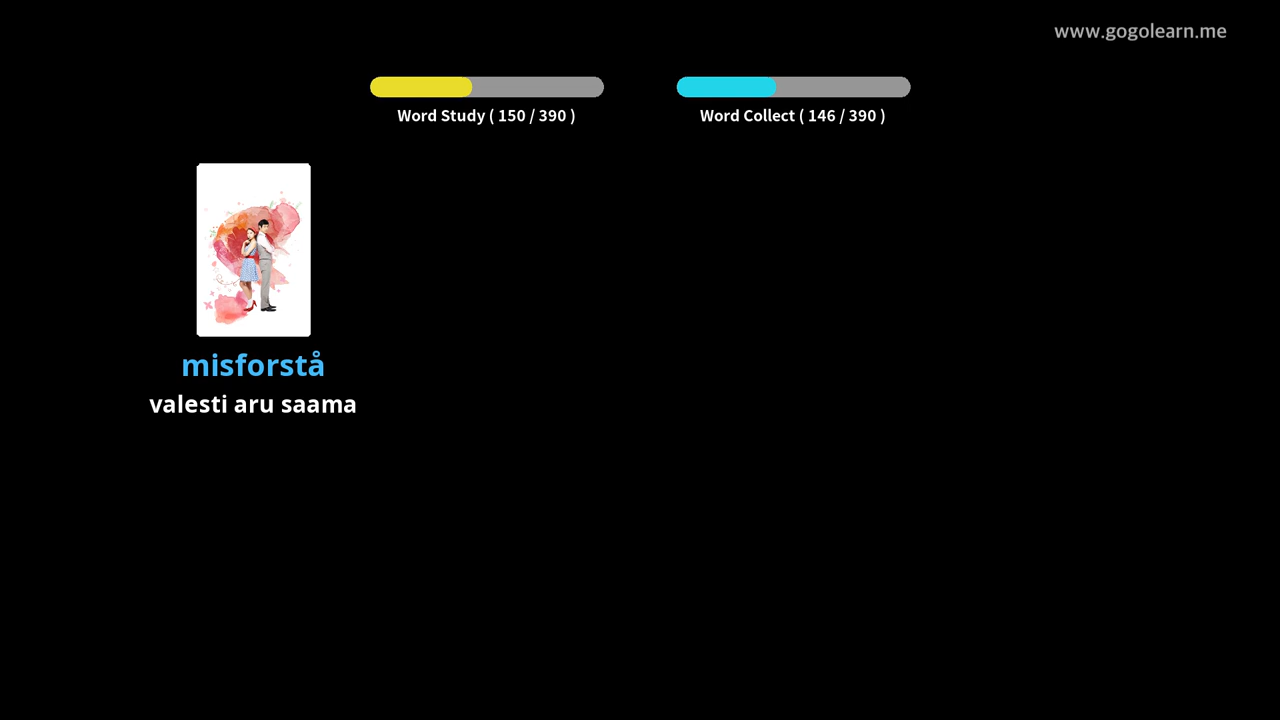 www.gogolearn.me
Word Study ( 150 / 390 )
Word Collect ( 146 / 390 )
misforstå
valesti aru saama